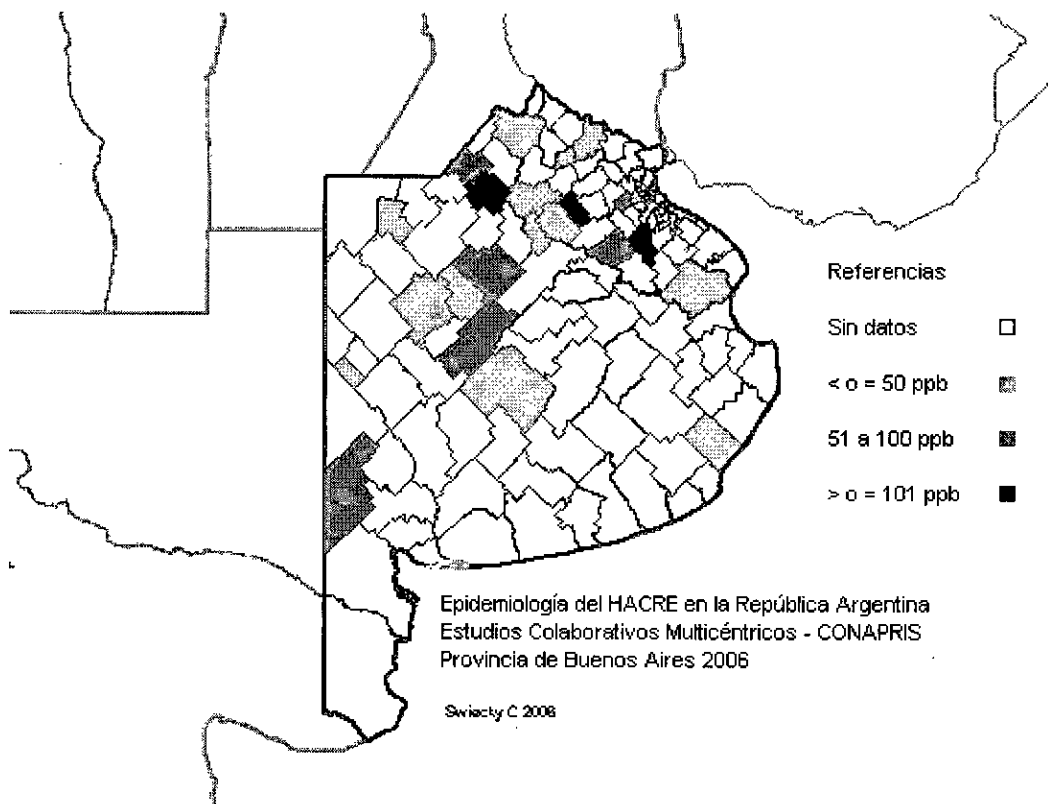 Referencias
Sin datos
< o = 50 ppb
51 a 100 ppb
> o = 101 ppb
Epidemiología del HACRE en la República Argentina
Estudios Colaborativos Multicéntricos - CONAPRIS
Provincia de Buenos Aires 2006
Swiecky C 2006